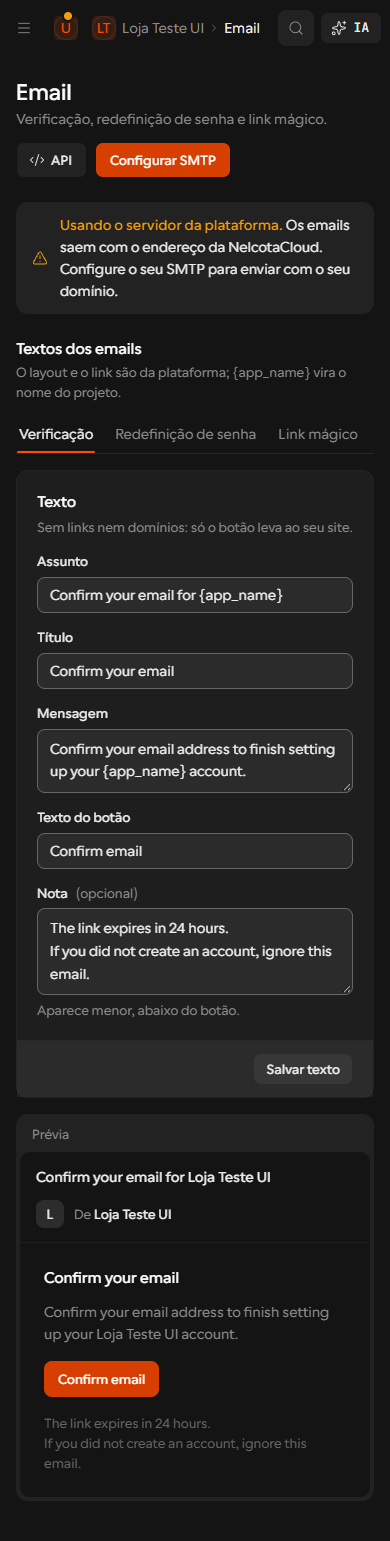 U LT Loja Teste UI > Email IA
Email
Verificação, redefinição de senha e link mágico.
</> API Configurar SMTP
Usando o servidor da plataforma. Os emails
saem com o endereço da NelcotaCloud.
Configure o seu SMTP para enviar com o seu
domínio.
Textos dos emails
O layout e o link são da plataforma; {app_name} vira o
nome do projeto.
Verificação Redefinição de senha Link mágico
Texto
Sem links nem domínios: só o botão leva ao seu site.
Assunto
Confirm your email for {app_name}
Título
Confirm your email
Mensagem
Confirm your email address to finish setting
up your {app_name} account.
Texto do botão
Confirm email
Nota (opcional)
The link expires in 24 hours.
If you did not create an account, ignore this
email.
Aparece menor, abaixo do botão.
Salvar texto
Prévia
Confirm your email for Loja Teste UI
L De Loja Teste UI
Confirm your email
Confirm your email address to finish setting
up your Loja Teste UI account.
Confirm email
The link expires in 24 hours.
If you did not create an account, ignore this
email.